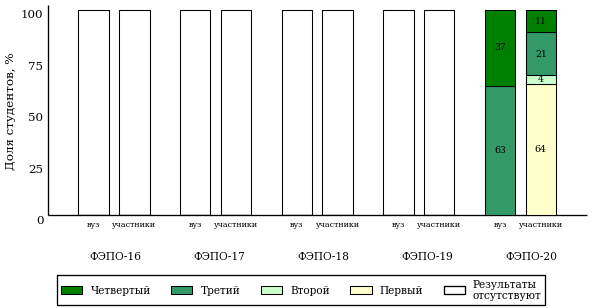 Доля студентов, %
100
75
50
25
0
37
63
11
21
4
64
вуз участники вуз участники вуз участники вуз участники вуз участники
ФЭПО-16 ФЭПО-17 ФЭПО-18 ФЭПО-19 ФЭПО-20
Четвертый Третий Второй Первый Результаты
отсутствуют